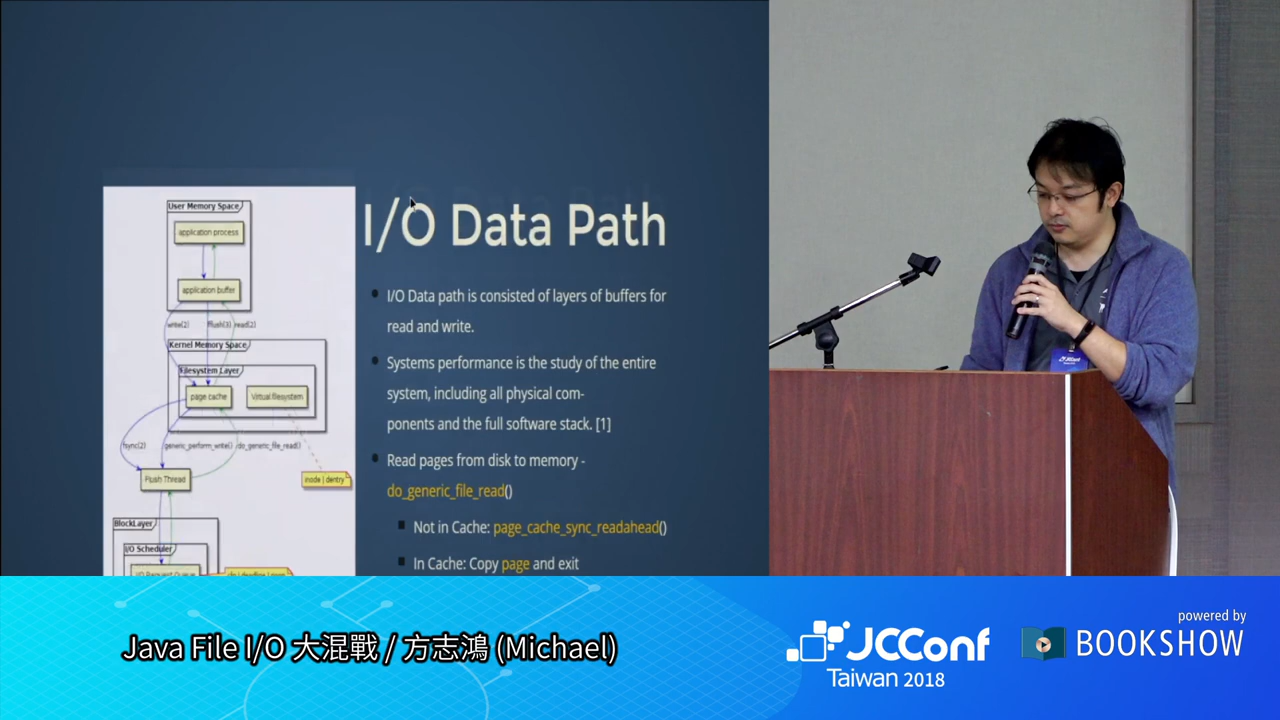 User Memory Space
application process
application buffer
write(2)
fflush(3)
read(2)
Kernel Memory Space
Filesystem Layer
page cache
Virtual filesystem
fsync(2)
generic_perform_write()
do_generic_file_read()
Flush Thread
inode | dentry
BlockLayer
I/O Scheduler
I/O Request Queue
I/O Data Path
I/O Data path is consisted of layers of buffers for
read and write.
Systems performance is the study of the entire
system, including all physical com-
ponents and the full software stack. [1]
Read pages from disk to memory -
do_generic_file_read()
Not in Cache: page_cache_sync_readahead()
In Cache: Copy page and exit
JCConf
Java File I/O 大混戰 / 方志鴻 (Michael)
JCConf
Taiwan 2018
powered by
BOOKSHOW